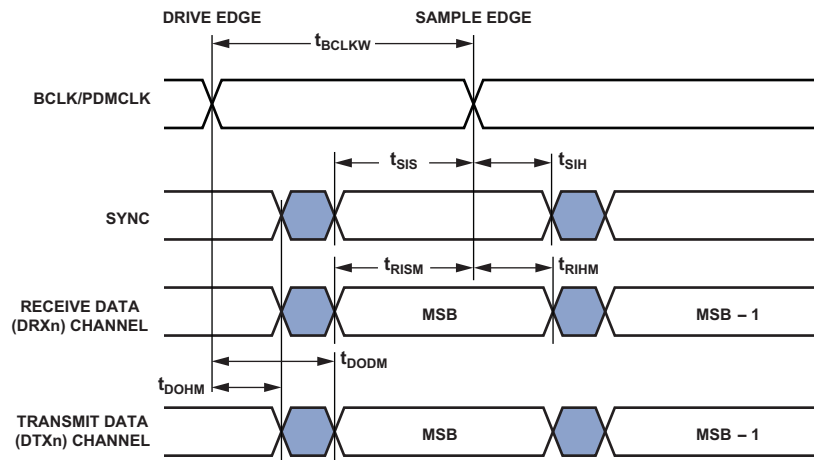 DRIVE EDGE
SAMPLE EDGE
tBCLKW
BCLK/PDMCLK
tSIS
tSIH
SYNC
tRISM
tRIHM
RECEIVE DATA
(DRXn) CHANNEL
MSB
MSB – 1
tDODM
tDOHM
TRANSMIT DATA
(DTXn) CHANNEL
MSB
MSB – 1